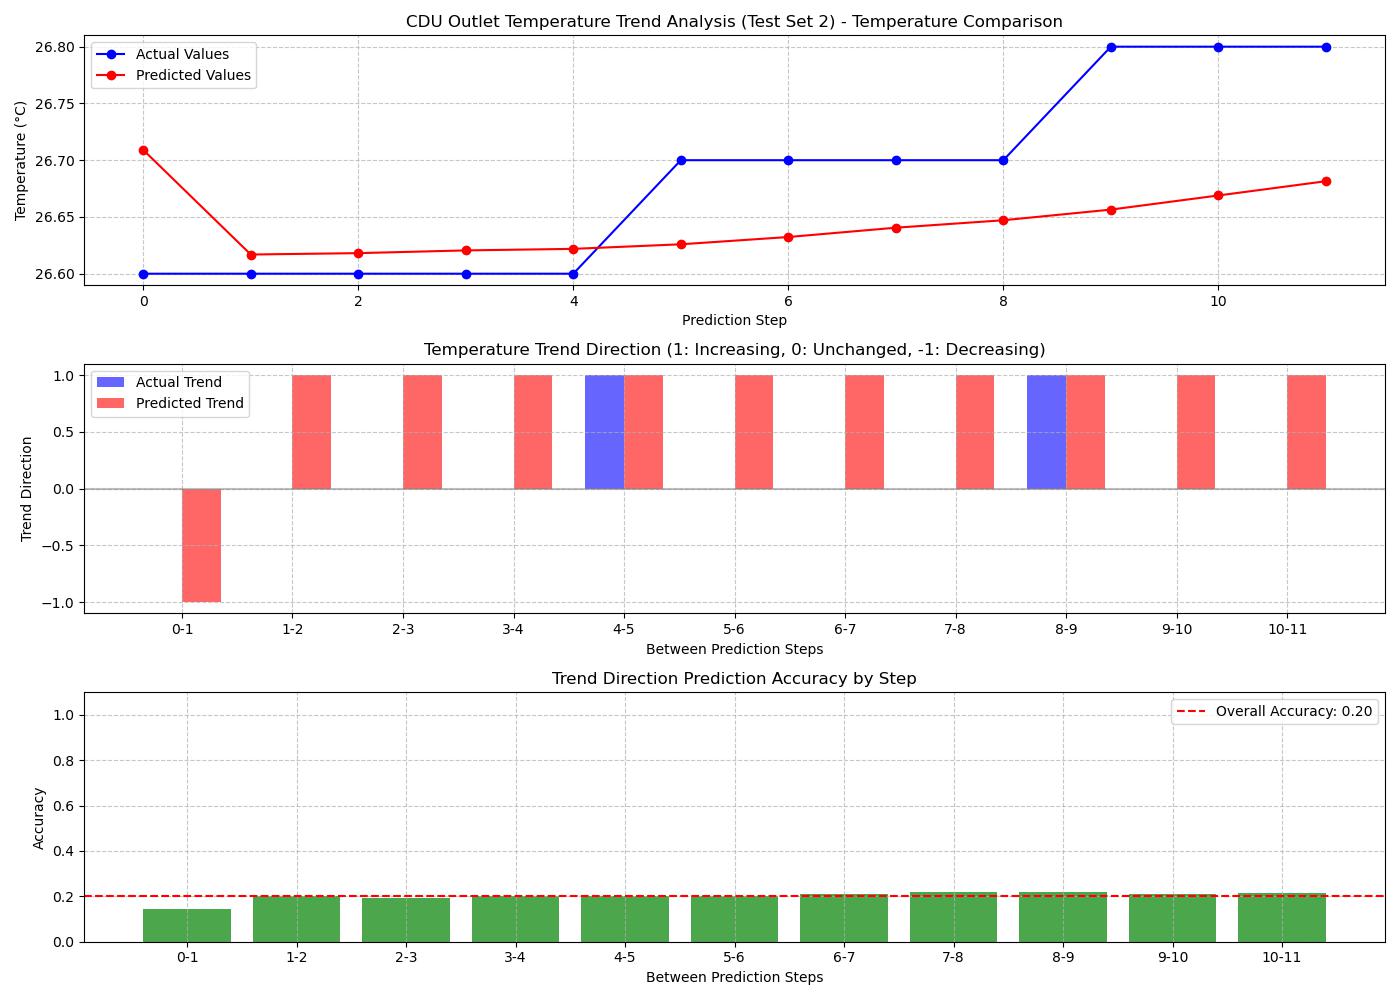 CDU Outlet Temperature Trend Analysis (Test Set 2) - Temperature Comparison
Actual Values
Predicted Values
Temperature (°C)
26.80
26.75
26.70
26.65
26.60
0 2 4 6 8 10
Prediction Step
Temperature Trend Direction (1: Increasing, 0: Unchanged, -1: Decreasing)
Actual Trend
Predicted Trend
Trend Direction
1.0
0.5
0.0
−0.5
−1.0
0-1 1-2 2-3 3-4 4-5 5-6 6-7 7-8 8-9 9-10 10-11
Between Prediction Steps
Trend Direction Prediction Accuracy by Step
Overall Accuracy: 0.20
Accuracy
1.0
0.8
0.6
0.4
0.2
0.0
0-1 1-2 2-3 3-4 4-5 5-6 6-7 7-8 8-9 9-10 10-11
Between Prediction Steps